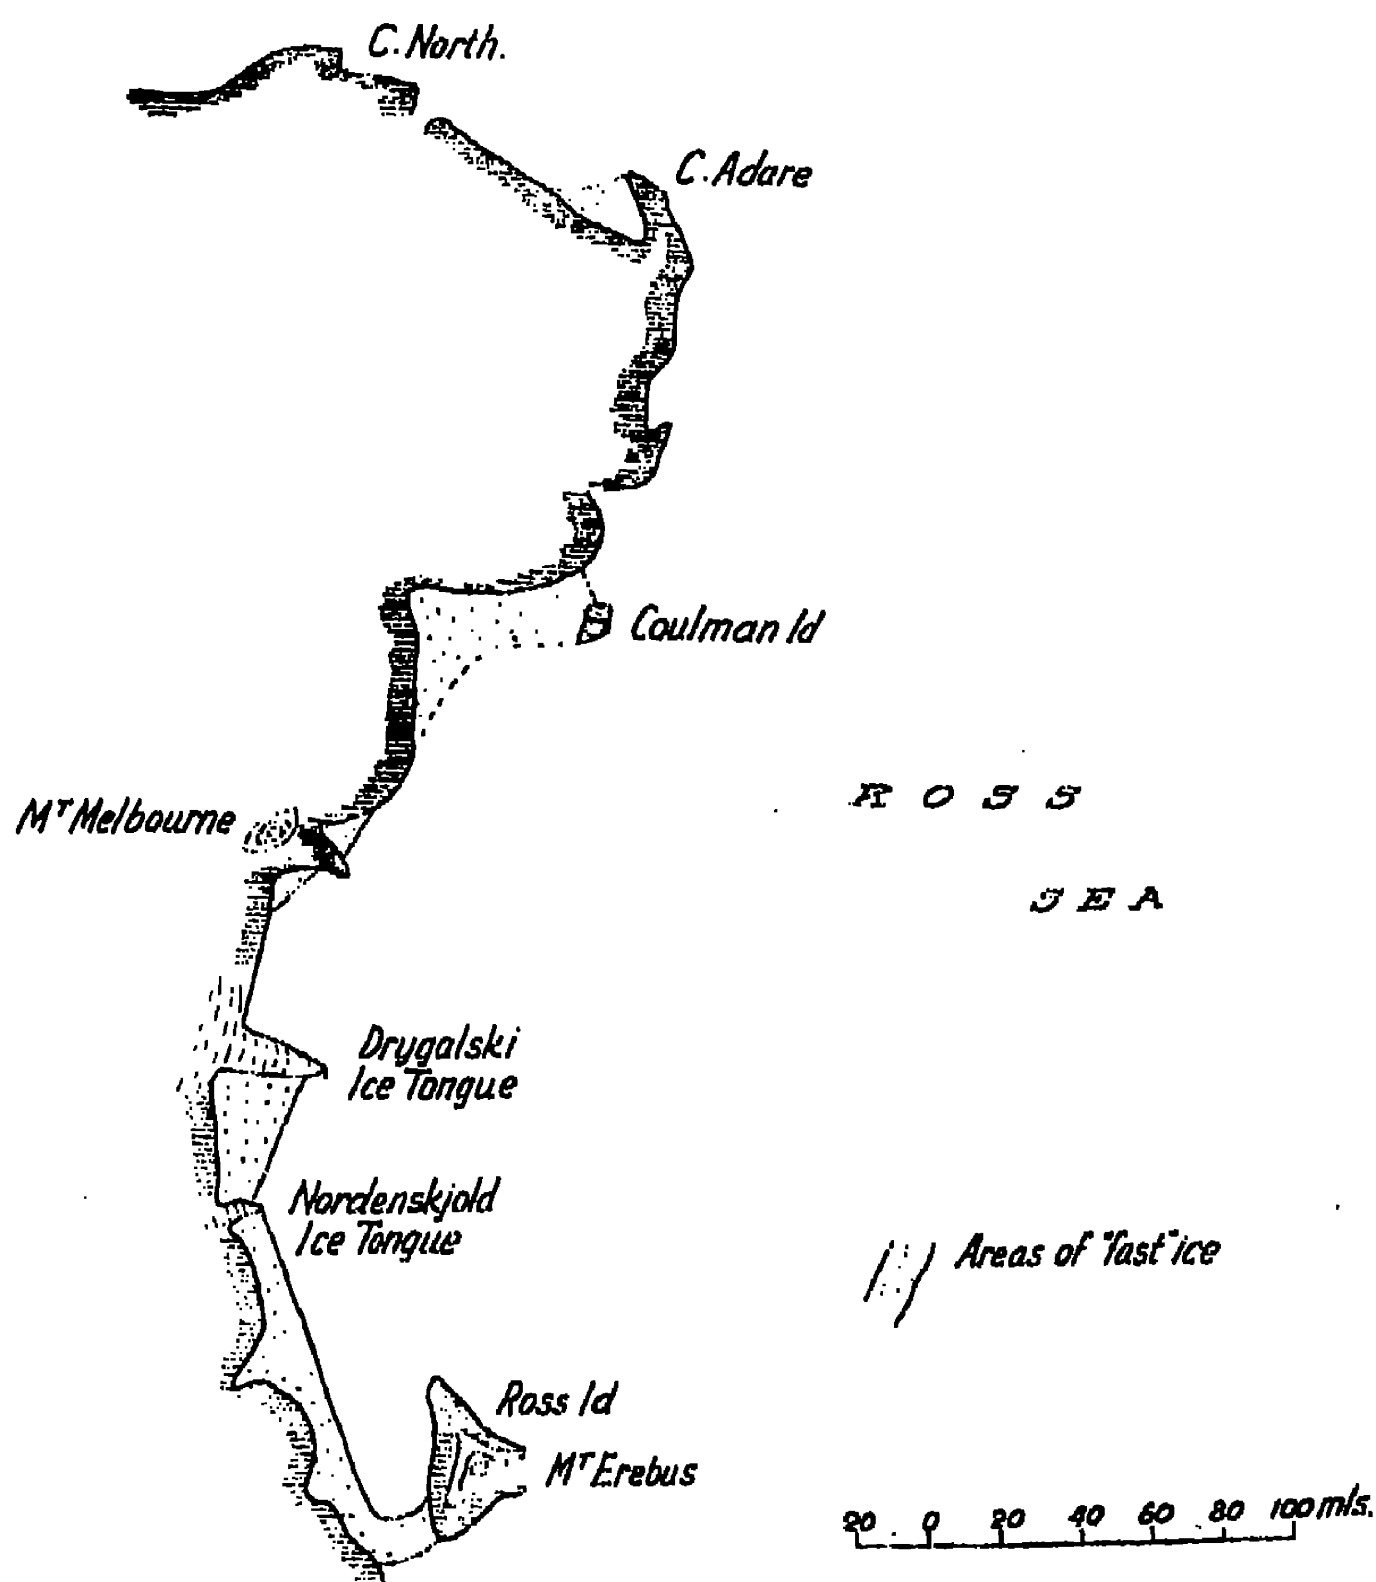 C. North.
C. Adare
Coulman Id
Mᵀ Melbourne
ROSS
SEA
Drygalski
Ice Tongue
Nordenskjold
Ice Tongue
Areas of "fast" ice
Ross Id
Mᵀ Erebus
20 0 20 40 60 80 100 mls.